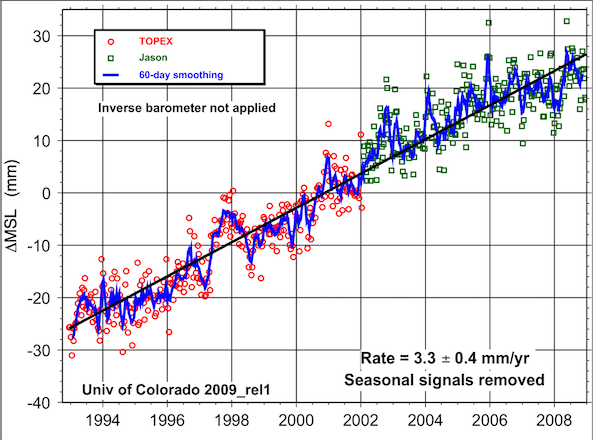 30
20
10
0
-10
-20
-30
-40
ΔMSL (mm)
TOPEX
Jason
60-day smoothing
Inverse barometer not applied
Rate = 3.3 ± 0.4 mm/yr
Seasonal signals removed
Univ of Colorado 2009_rel1
1994 1996 1998 2000 2002 2004 2006 2008